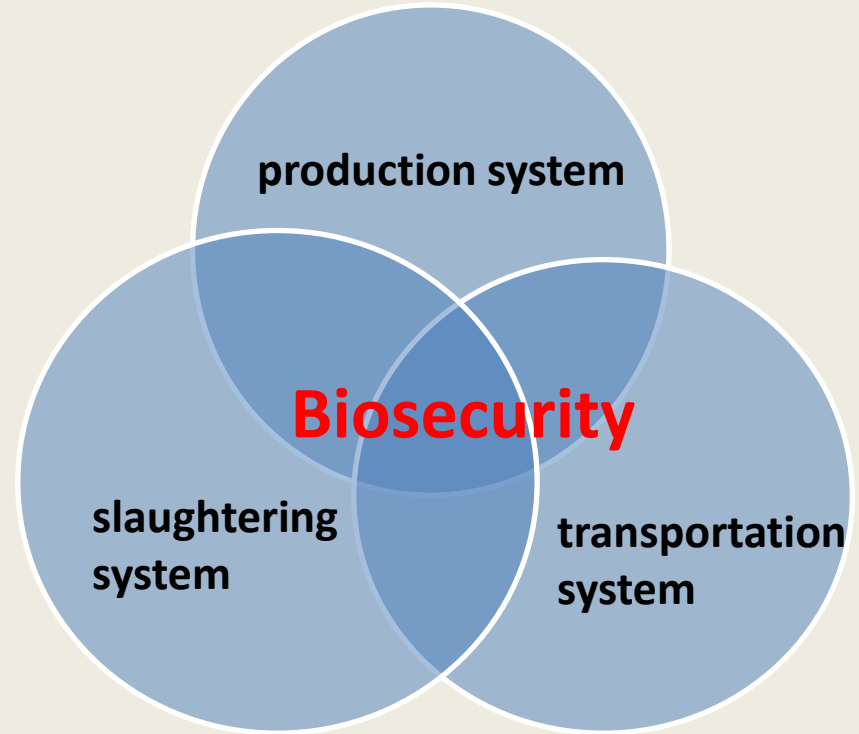 production system
Biosecurity
slaughtering
system
transportation
system